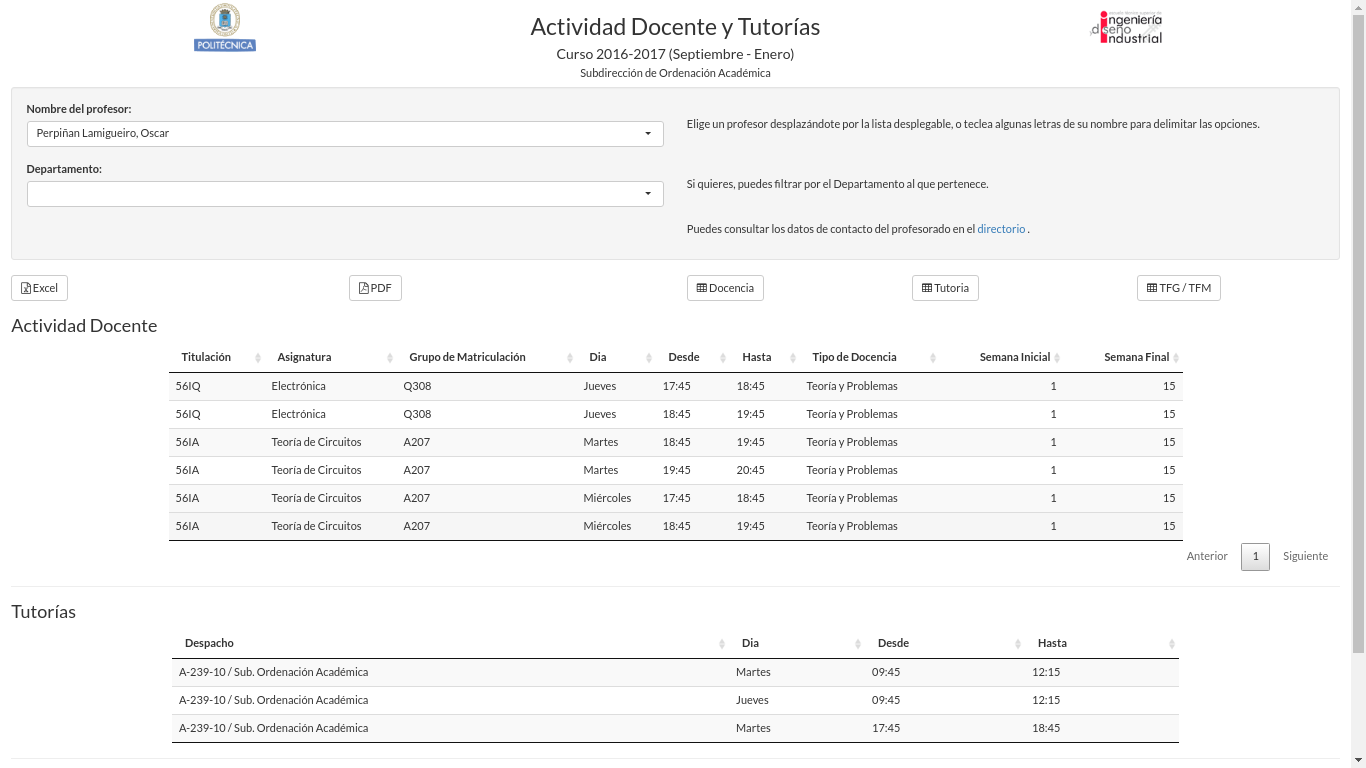 POLITÉCNICA
Actividad Docente y Tutorías
Curso 2016-2017 (Septiembre - Enero)
Subdirección de Ordenación Académica
ingeniería
diseño
industrial
Nombre del profesor:
Perpiñan Lamigueiro, Oscar
Elige un profesor desplazándote por la lista desplegable, o teclea algunas letras de su nombre para delimitar las opciones.
Departamento:
Si quieres, puedes filtrar por el Departamento al que pertenece.
Puedes consultar los datos de contacto del profesorado en el directorio .
Excel PDF Docencia Tutoria TFG / TFM
Actividad Docente
Titulación Asignatura Grupo de Matriculación Dia Desde Hasta Tipo de Docencia Semana Inicial Semana Final
56IQ Electrónica Q308 Jueves 17:45 18:45 Teoría y Problemas 1 15
56IQ Electrónica Q308 Jueves 18:45 19:45 Teoría y Problemas 1 15
56IA Teoría de Circuitos A207 Martes 18:45 19:45 Teoría y Problemas 1 15
56IA Teoría de Circuitos A207 Martes 19:45 20:45 Teoría y Problemas 1 15
56IA Teoría de Circuitos A207 Miércoles 17:45 18:45 Teoría y Problemas 1 15
56IA Teoría de Circuitos A207 Miércoles 18:45 19:45 Teoría y Problemas 1 15
Anterior 1 Siguiente
Tutorías
Despacho Dia Desde Hasta
A-239-10 / Sub. Ordenación Académica Martes 09:45 12:15
A-239-10 / Sub. Ordenación Académica Jueves 09:45 12:15
A-239-10 / Sub. Ordenación Académica Martes 17:45 18:45